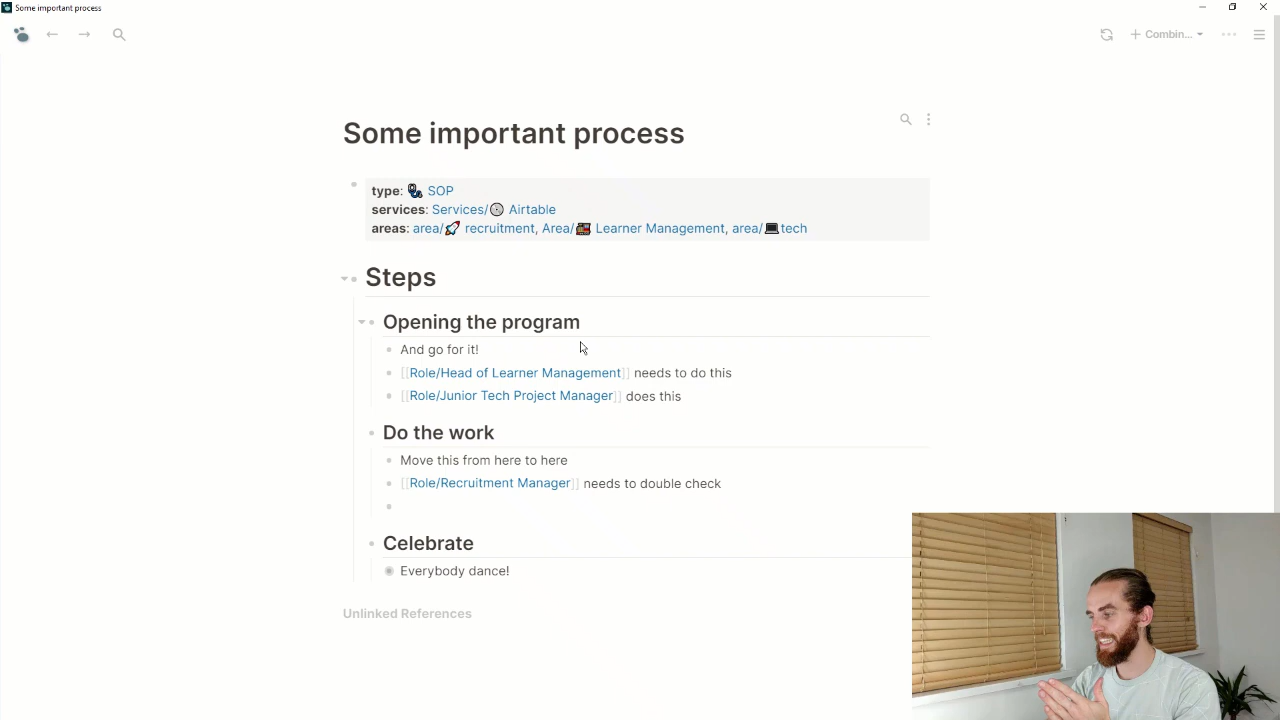 Some important process
Combin...
Some important process
type: SOP
services: Services/ Airtable
areas: area/🚀 recruitment, Area/ Learner Management, area/💻tech
Steps
Opening the program
And go for it!
[[Role/Head of Learner Management]] needs to do this
[[Role/Junior Tech Project Manager]] does this
Do the work
Move this from here to here
[[Role/Recruitment Manager]] needs to double check
Celebrate
Everybody dance!
Unlinked References